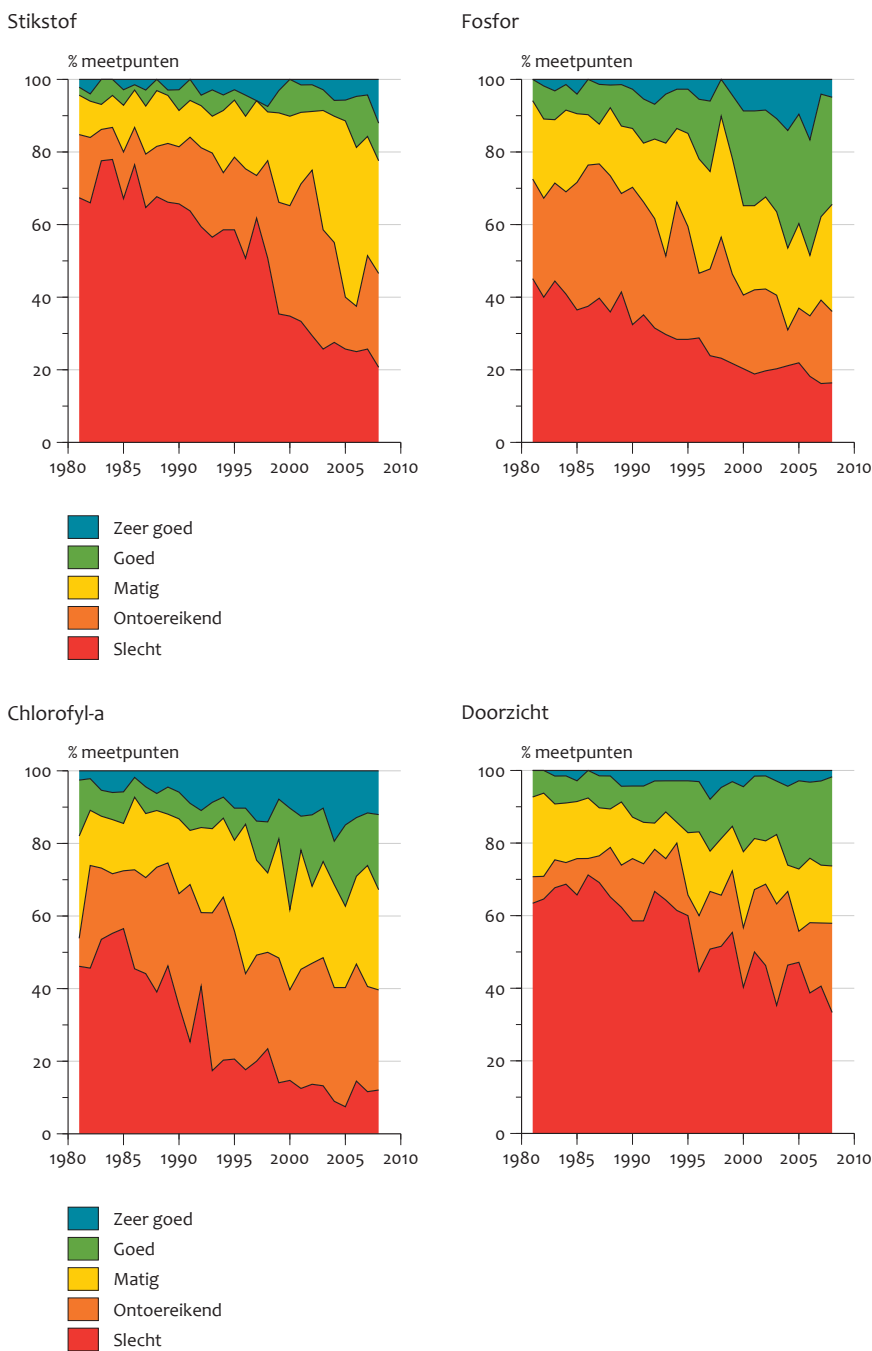 Stikstof
% meetpunten
100
80
60
40
20
0
1980 1985 1990 1995 2000 2005 2010
Fosfor
% meetpunten
100
80
60
40
20
0
1980 1985 1990 1995 2000 2005 2010
Zeer goed
Goed
Matig
Ontoereikend
Slecht
Chlorofyl-a
% meetpunten
100
80
60
40
20
0
1980 1985 1990 1995 2000 2005 2010
Doorzicht
% meetpunten
100
80
60
40
20
0
1980 1985 1990 1995 2000 2005 2010
Zeer goed
Goed
Matig
Ontoereikend
Slecht